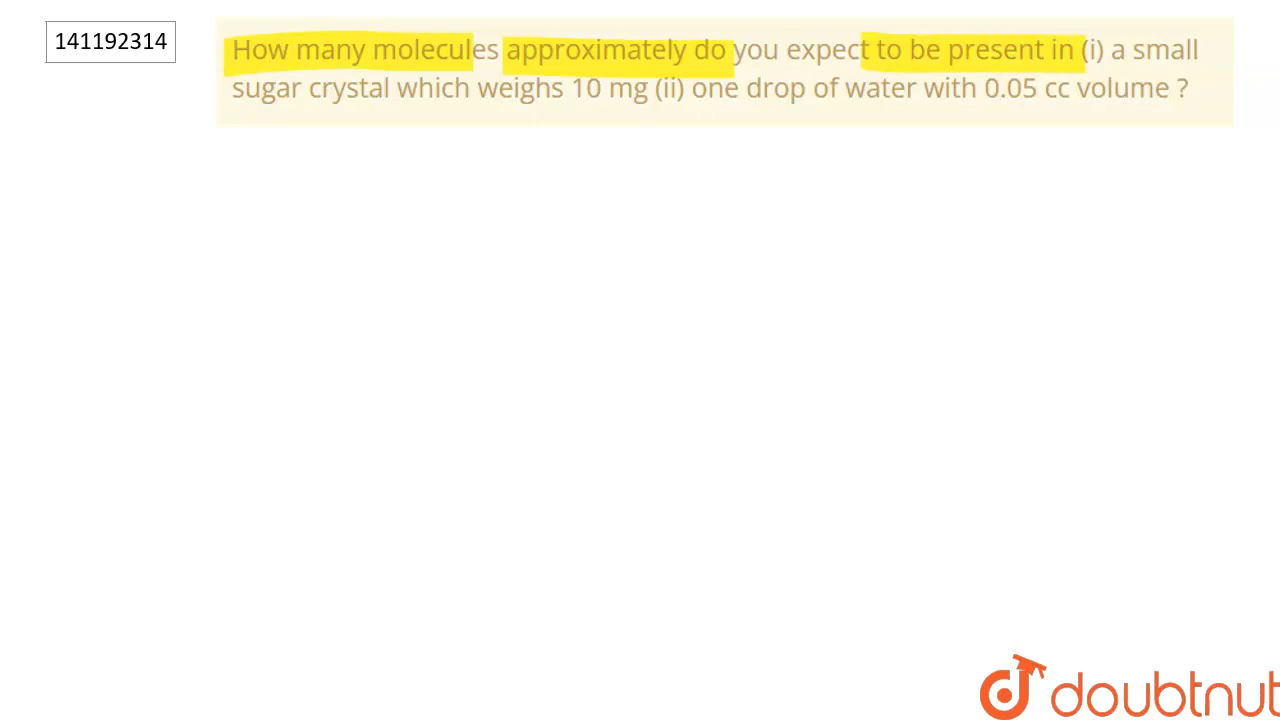 141192314
How many molecules approximately do you expect to be present in (i) a small
sugar crystal which weighs 10 mg (ii) one drop of water with 0.05 cc volume ?
doubtnut